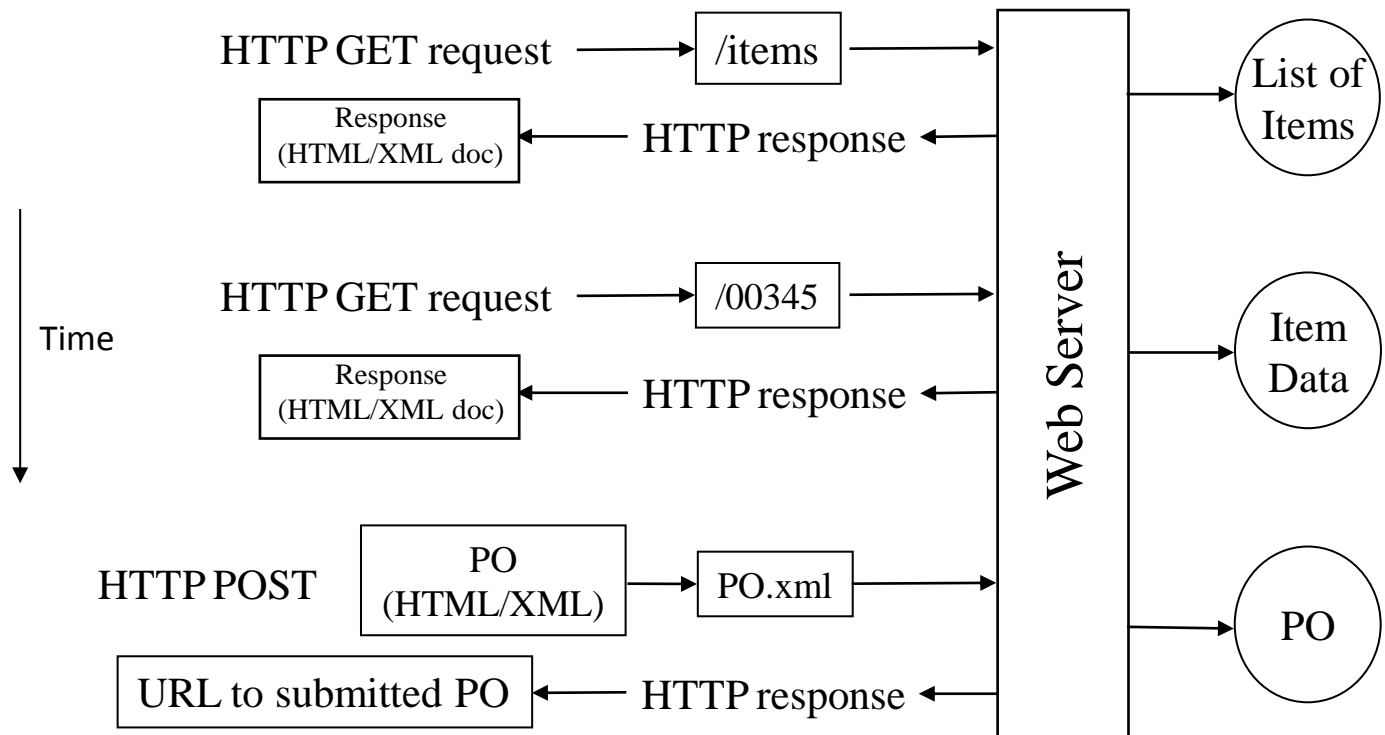 HTTP GET request
/items
List of
Items
Response
(HTML/XML doc)
HTTP response
Time
HTTP GET request
/00345
Web Server
Item
Data
Response
(HTML/XML doc)
HTTP response
HTTP POST
PO
(HTML/XML)
PO.xml
PO
URL to submitted PO
HTTP response